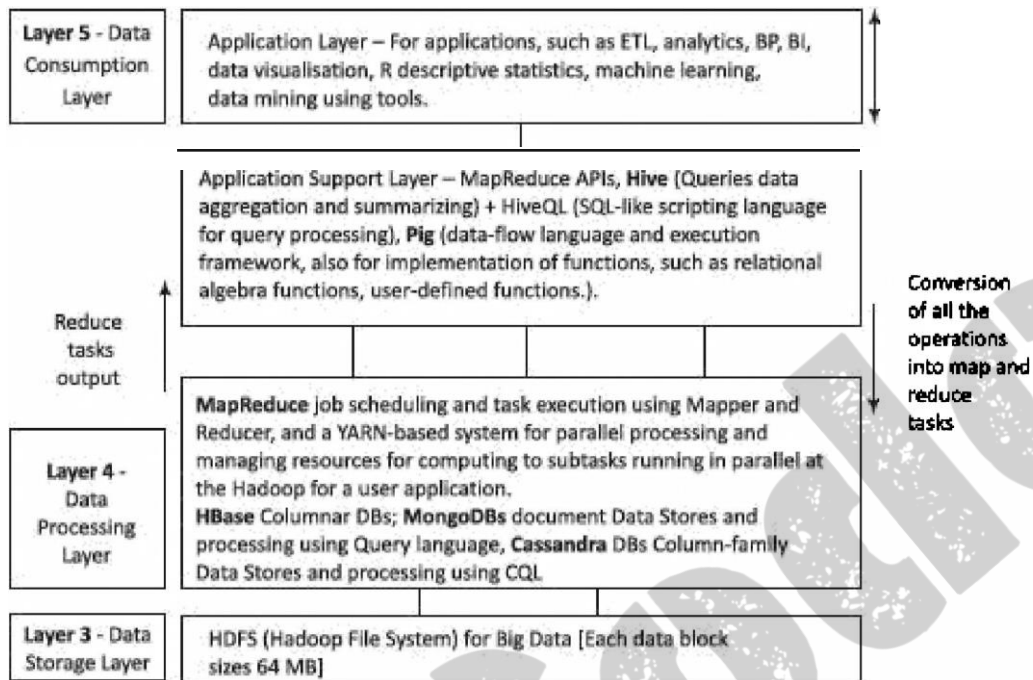 Layer 5 - Data
Consumption
Layer
Application Layer – For applications, such as ETL, analytics, BP, BI,
data visualisation, R descriptive statistics, machine learning,
data mining using tools.
Application Support Layer – MapReduce APIs, Hive (Queries data
aggregation and summarizing) + HiveQL (SQL-like scripting language
for query processing), Pig (data-flow language and execution
framework, also for implementation of functions, such as relational
algebra functions, user-defined functions.).
Reduce
tasks
output
Conversion
of all the
operations
into map and
reduce
tasks
Layer 4 -
Data
Processing
Layer
MapReduce job scheduling and task execution using Mapper and
Reducer, and a YARN-based system for parallel processing and
managing resources for computing to subtasks running in parallel at
the Hadoop for a user application.
HBase Columnar DBs; MongoDBs document Data Stores and
processing using Query language, Cassandra DBs Column-family
Data Stores and processing using CQL
Layer 3 - Data
Storage Layer
HDFS (Hadoop File System) for Big Data [Each data block
sizes 64 MB]